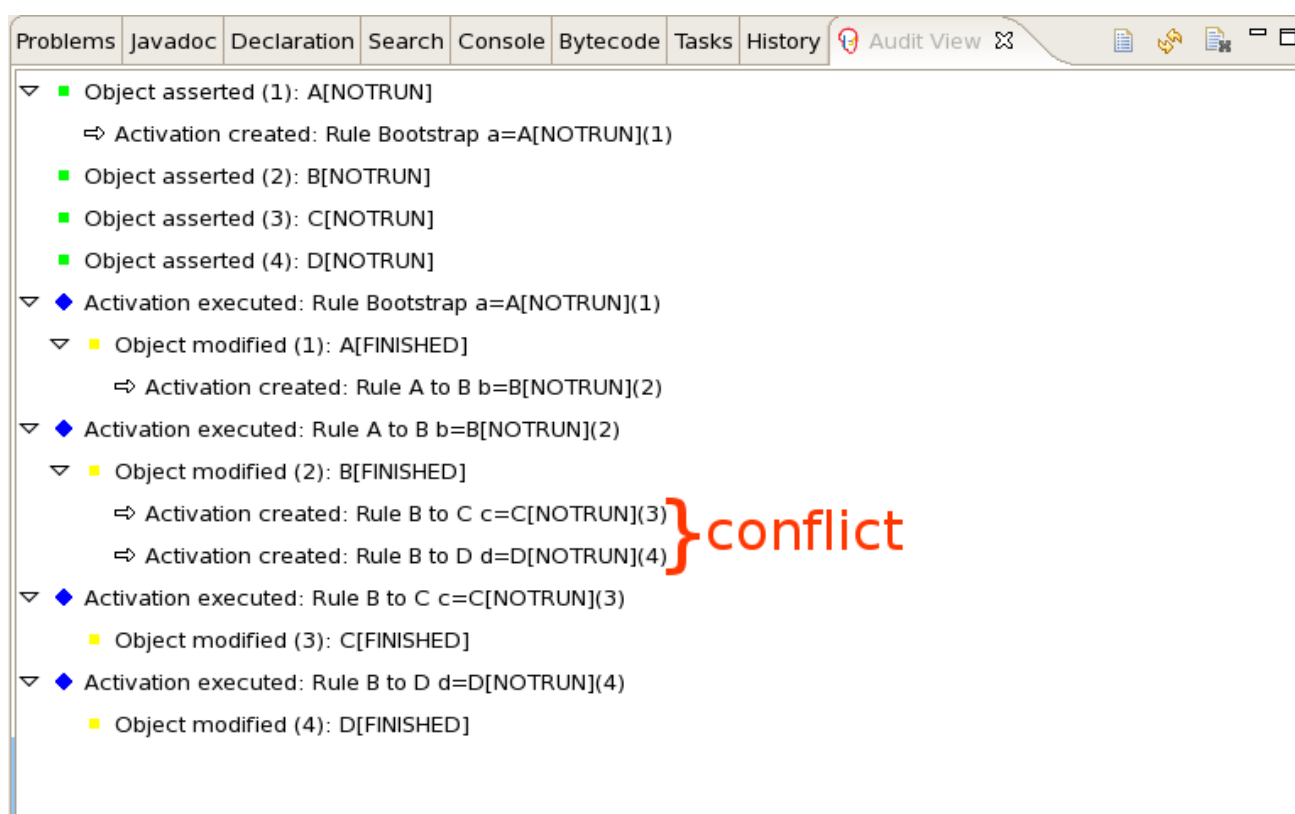 Problems Javadoc Declaration Search Console Bytecode Tasks History Audit View
Object asserted (1): A[NOTRUN]
Activation created: Rule Bootstrap a=A[NOTRUN](1)
Object asserted (2): B[NOTRUN]
Object asserted (3): C[NOTRUN]
Object asserted (4): D[NOTRUN]
Activation executed: Rule Bootstrap a=A[NOTRUN](1)
Object modified (1): A[FINISHED]
Activation created: Rule A to B b=B[NOTRUN](2)
Activation executed: Rule A to B b=B[NOTRUN](2)
Object modified (2): B[FINISHED]
Activation created: Rule B to C c=C[NOTRUN](3)
Activation created: Rule B to D d=D[NOTRUN](4)
conflict
Activation executed: Rule B to C c=C[NOTRUN](3)
Object modified (3): C[FINISHED]
Activation executed: Rule B to D d=D[NOTRUN](4)
Object modified (4): D[FINISHED]